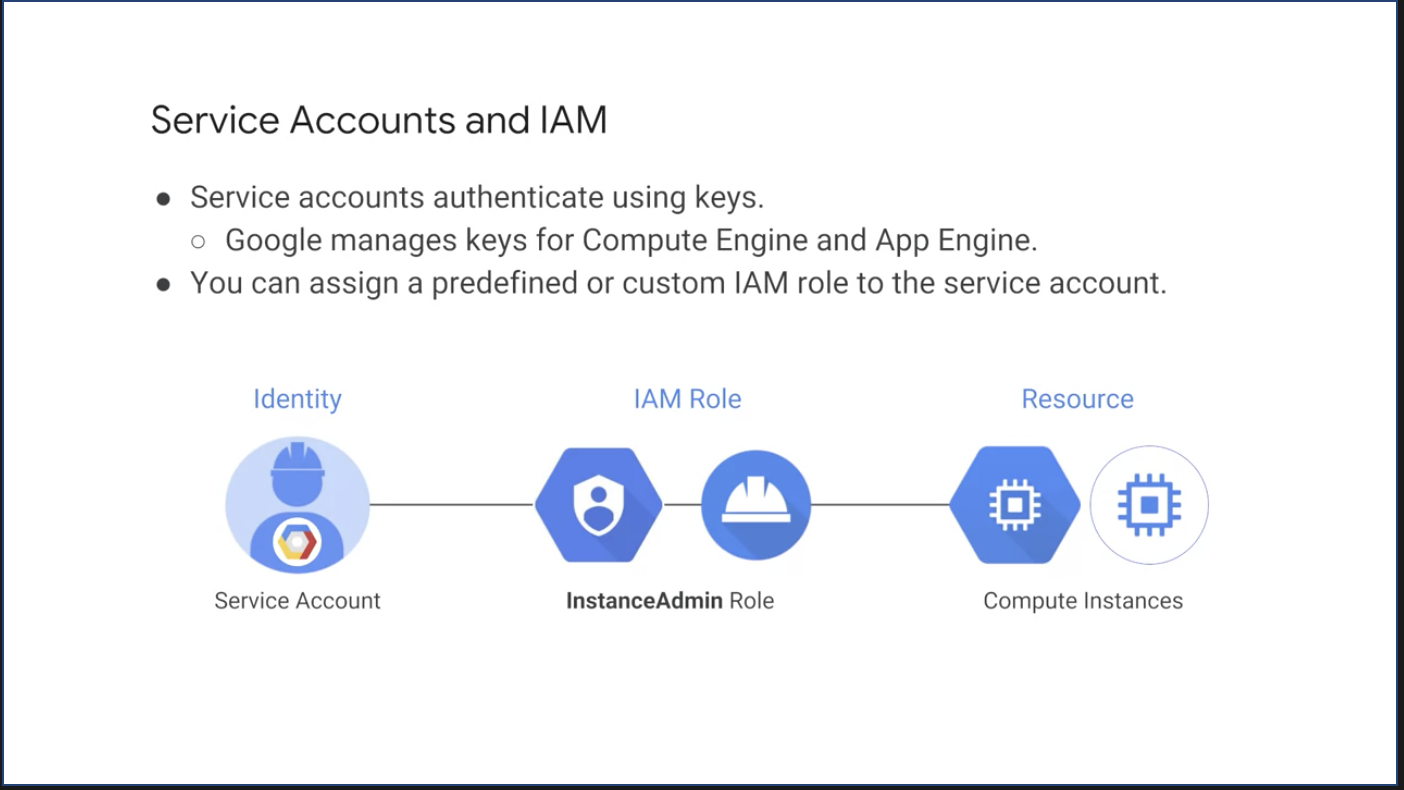 Service Accounts and IAM
● Service accounts authenticate using keys.
○ Google manages keys for Compute Engine and App Engine.
● You can assign a predefined or custom IAM role to the service account.
Identity IAM Role Resource
Service Account InstanceAdmin Role Compute Instances